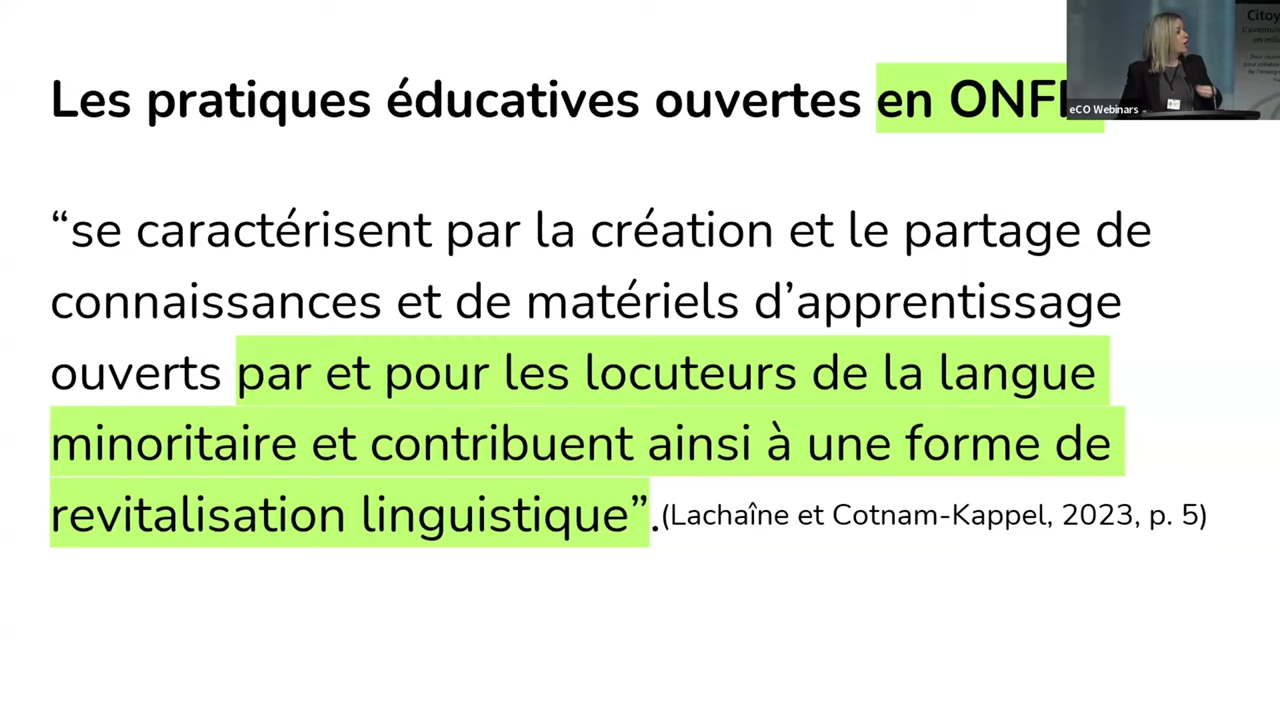 Les pratiques éducatives ouvertes en
“se caractérisent par la création et le partage de
connaissances et de matériels d’apprentissage
ouverts par et pour les locuteurs de la langue
minoritaire et contribuent ainsi à une forme de
revitalisation linguistique”.(Lachaîne et Cotnam-Kappel, 2023, p. 5)
eCO Webinars